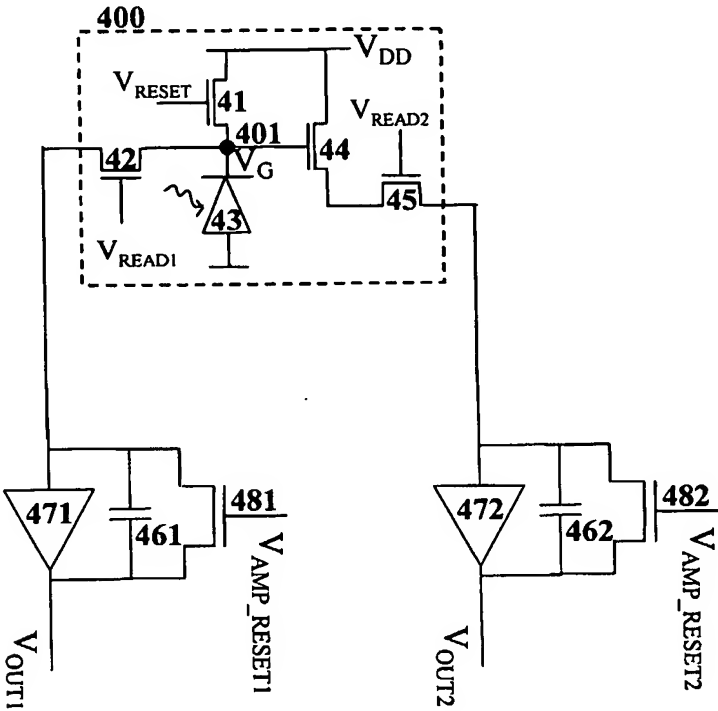 400
V_DD
V_RESET
41
401
V_G
42
44
V_READ2
43
45
V_READ1
471
461
481
V_AMP_RESET1
V_OUT1
472
462
482
V_AMP_RESET2
V_OUT2